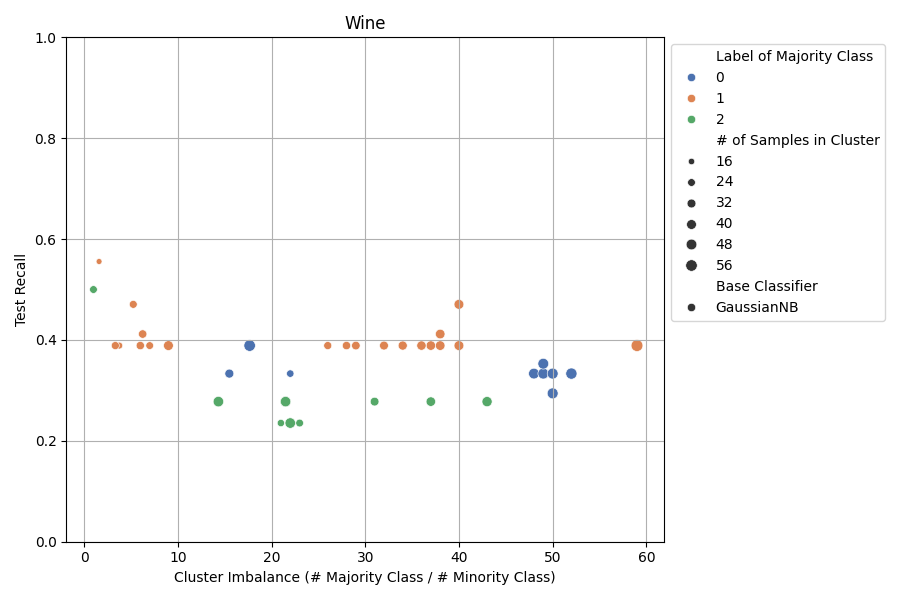 Wine
1.0
0.8
0.6
0.4
0.2
0.0
Test Recall
0 10 20 30 40 50 60
Cluster Imbalance (# Majority Class / # Minority Class)
Label of Majority Class
0
1
2
# of Samples in Cluster
16
24
32
40
48
56
Base Classifier
GaussianNB